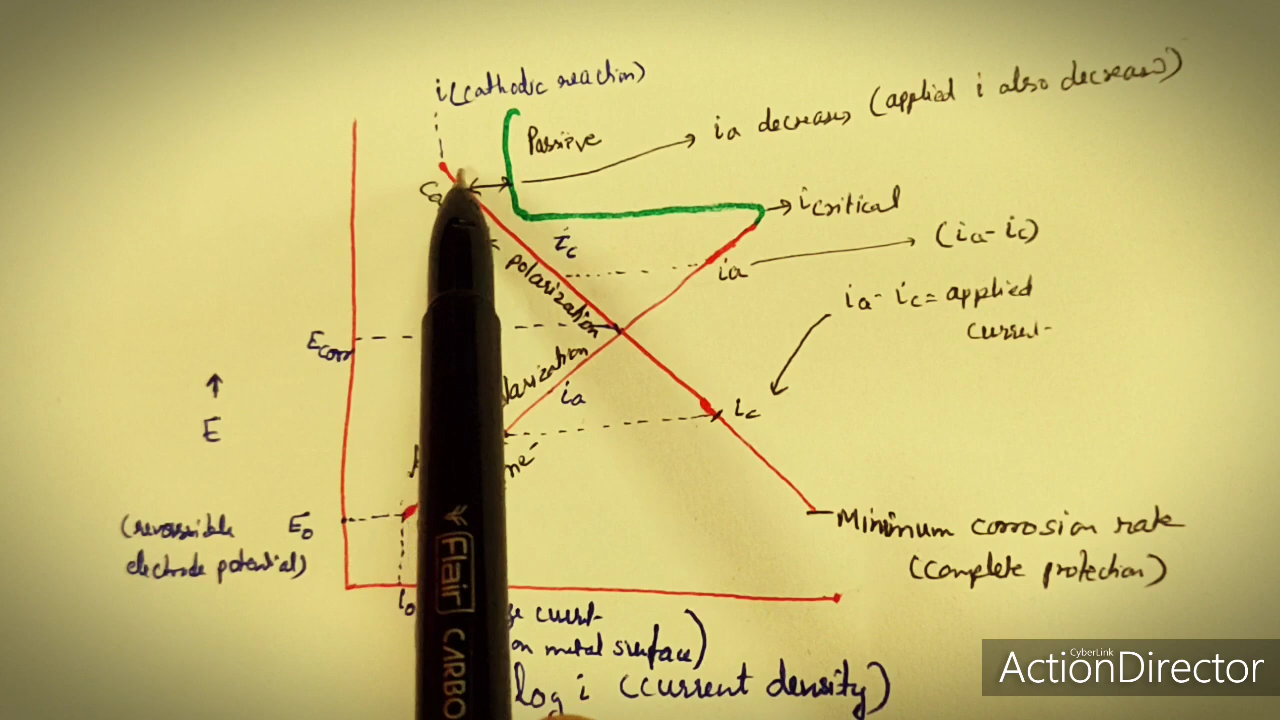 i (cathodic reaction)
Passive
ia decreases (applied i also decreases)
icritical
ic
ia
(ia - ic)
polarization
ia - ic = applied
current
Ecorr
ia
ic
E
(reversible
electrode potential)
E0
Minimum corrosion rate
(complete protection)
i0
on metal surface)
log i (current density)
Flair
CARBO
CyberLink
ActionDirector